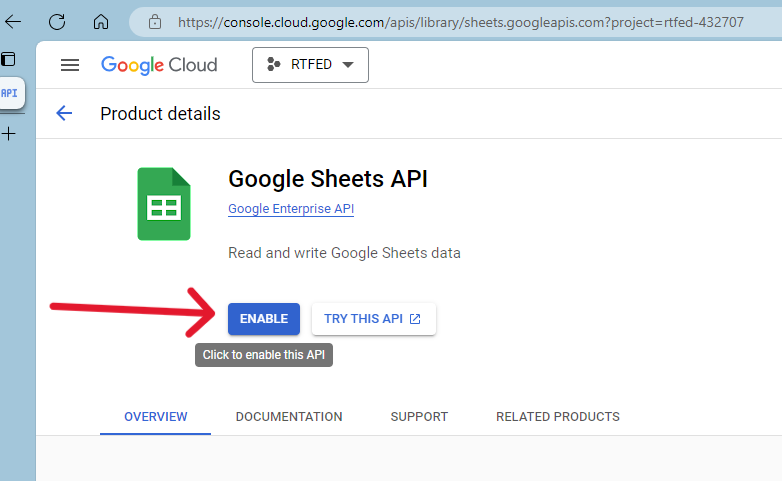 https://console.cloud.google.com/apis/library/sheets.googleapis.com?project=rtfed-432707
Google Cloud RTFED
API
Product details
Google Sheets API
Google Enterprise API
Read and write Google Sheets data
ENABLE TRY THIS API
Click to enable this API
OVERVIEW DOCUMENTATION SUPPORT RELATED PRODUCTS